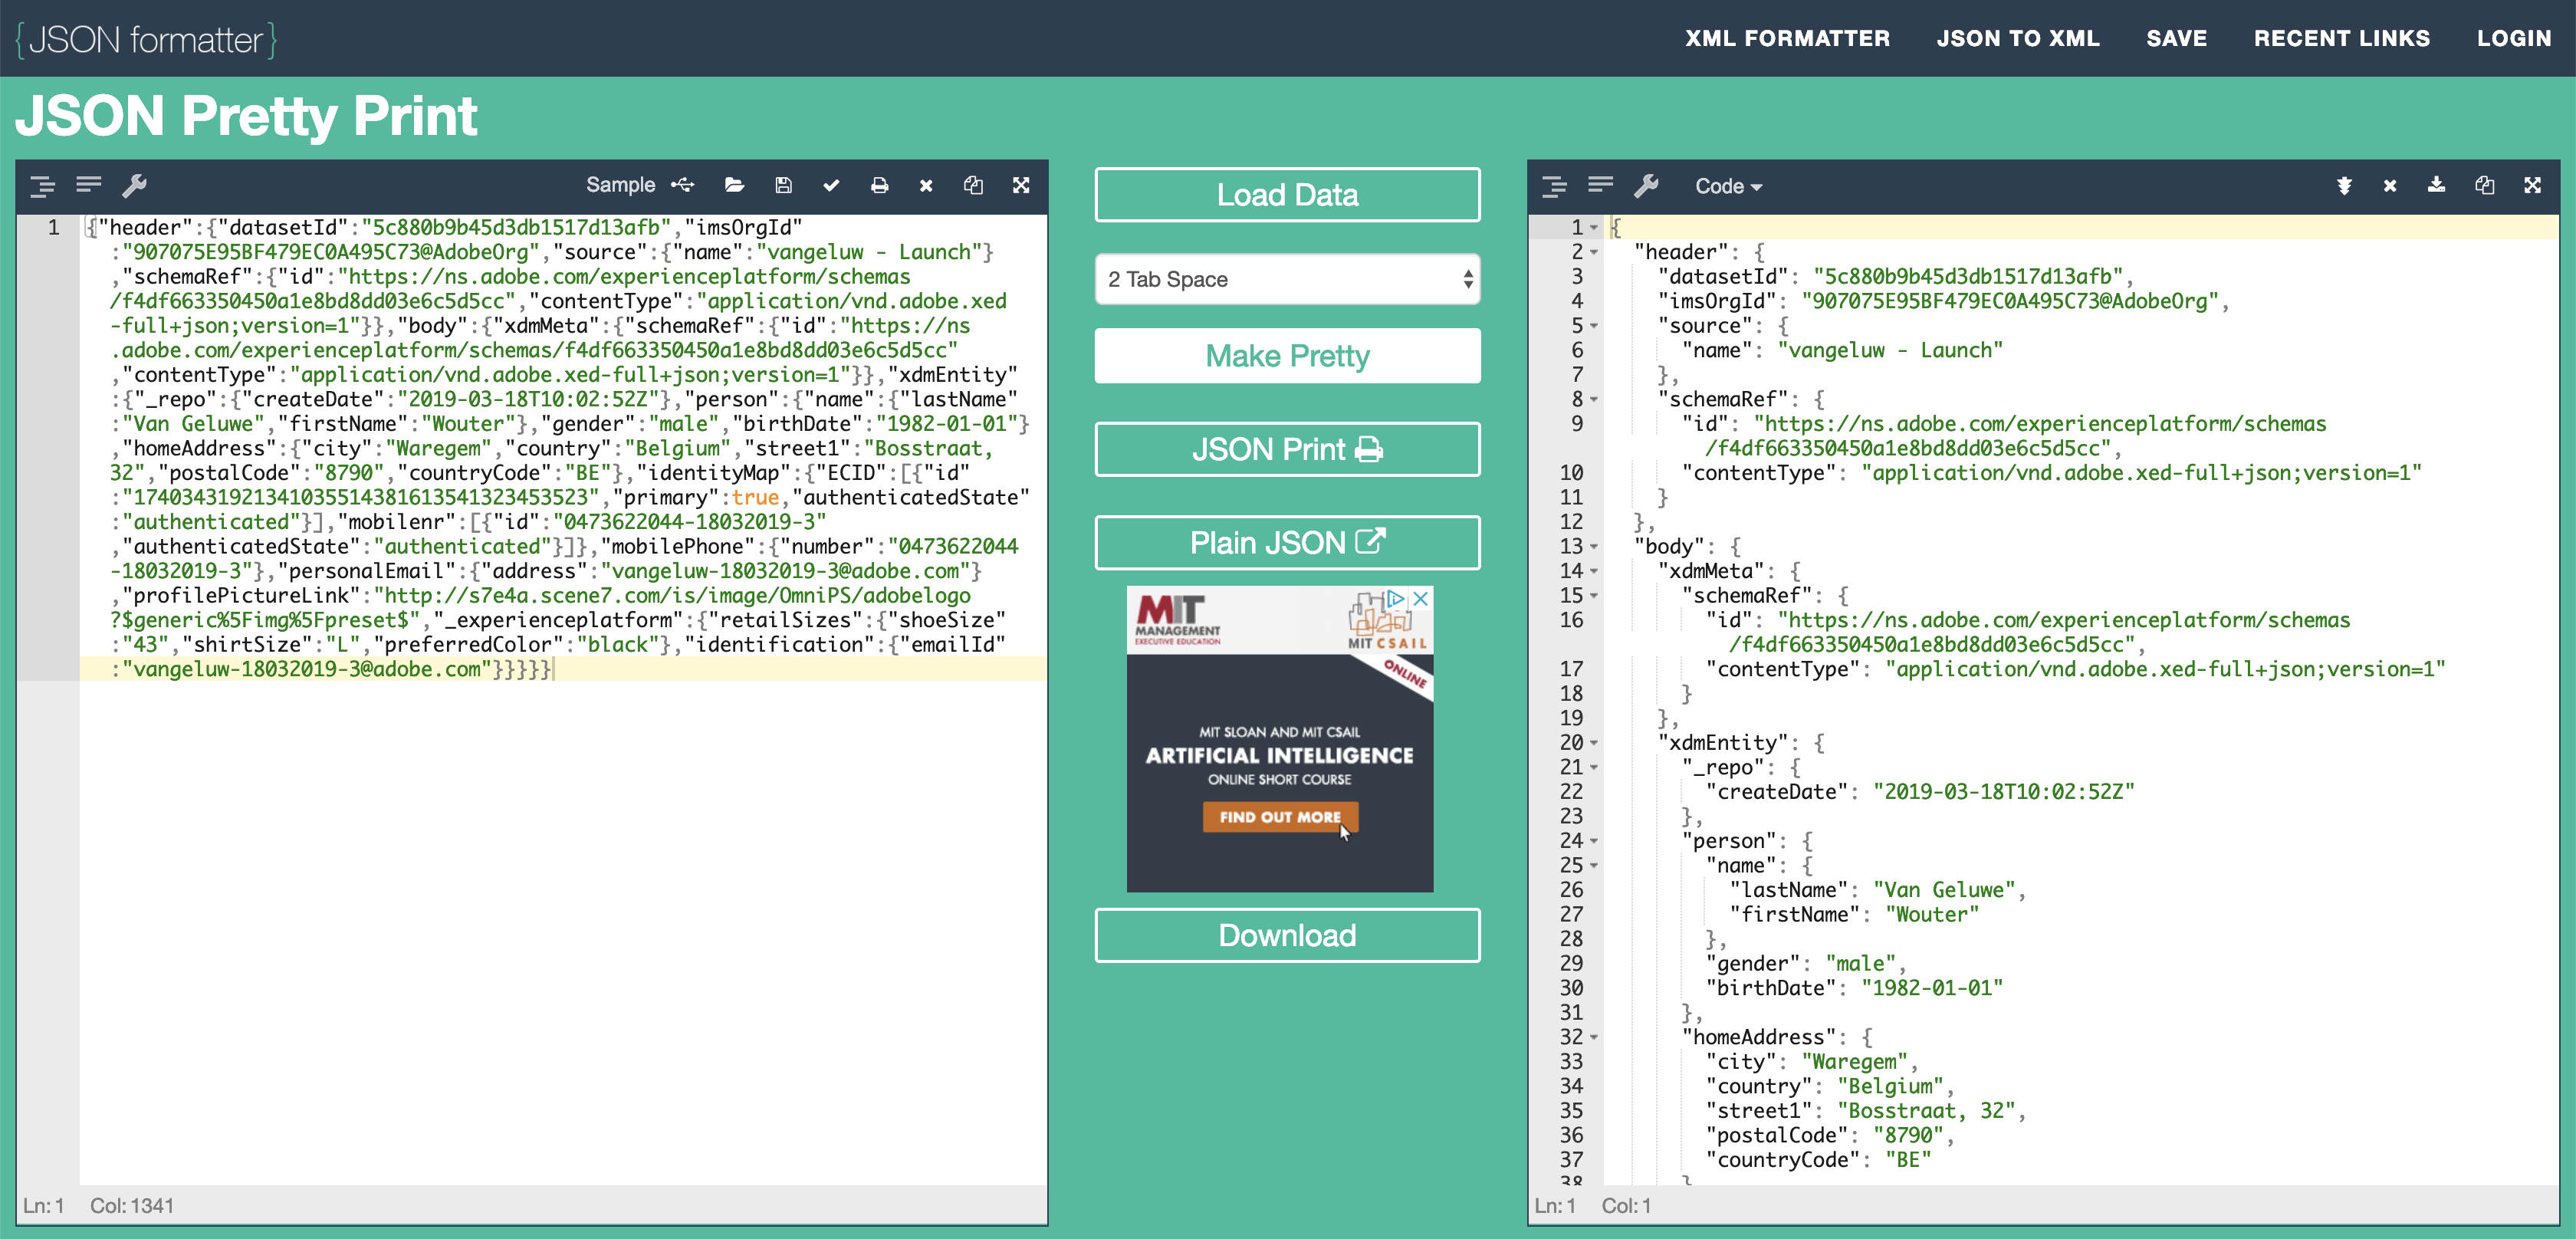 {JSON formatter}
XML FORMATTER JSON TO XML SAVE RECENT LINKS LOGIN
JSON Pretty Print
Sample
1 {"header":{"datasetId":"5c880b9b45d3db1517d13afb","imsOrgId"
:"907075E95BF479EC0A495C73@AdobeOrg","source":{"name":"vangeluw - Launch"}
,"schemaRef":{"id":"https://ns.adobe.com/experienceplatform/schemas
/f4df663350450a1e8bd8dd03e6c5d5cc","contentType":"application/vnd.adobe.xed
-full+json;version=1"}},"body":{"xdmMeta":{"schemaRef":{"id":"https://ns
.adobe.com/experienceplatform/schemas/f4df663350450a1e8bd8dd03e6c5d5cc"
,"contentType":"application/vnd.adobe.xed-full+json;version=1"}},"xdmEntity"
:{"_repo":{"createDate":"2019-03-18T10:02:52Z"},"person":{"name":{"lastName"
:"Van Geluwe","firstName":"Wouter"},"gender":"male","birthDate":"1982-01-01"}
,"homeAddress":{"city":"Waregem","country":"Belgium","street1":"Bosstraat,
32","postalCode":"8790","countryCode":"BE"},"identityMap":{"ECID":[{"id"
:"17403431921341035514381613541323453523","primary":true,"authenticatedState"
:"authenticated"}],"mobilenr":[{"id":"0473622044-18032019-3"
,"authenticatedState":"authenticated"}]},"mobilePhone":{"number":"0473622044
-18032019-3"},"personalEmail":{"address":"vangeluw-18032019-3@adobe.com"}
,"profilePictureLink":"http://s7e4a.scene7.com/is/image/OmniPS/adobelogo
?$generic%5Fimg%5Fpreset$","_experienceplatform":{"retailSizes":{"shoeSize"
:"43","shirtSize":"L","preferredColor":"black"},"identification":{"emailId"
:"vangeluw-18032019-3@adobe.com"}}}}}
Ln: 1 Col: 1341
Load Data
2 Tab Space
Make Pretty
JSON Print
Plain JSON
MIT
MANAGEMENT
EXECUTIVE EDUCATION
MIT CSAIL
ONLINE
MIT SLOAN AND MIT CSAIL
ARTIFICIAL INTELLIGENCE
ONLINE SHORT COURSE
FIND OUT MORE
Download
Code
1 {
2 "header": {
3 "datasetId": "5c880b9b45d3db1517d13afb",
4 "imsOrgId": "907075E95BF479EC0A495C73@AdobeOrg",
5 "source": {
6 "name": "vangeluw - Launch"
7 },
8 "schemaRef": {
9 "id": "https://ns.adobe.com/experienceplatform/schemas
/f4df663350450a1e8bd8dd03e6c5d5cc",
10 "contentType": "application/vnd.adobe.xed-full+json;version=1"
11 }
12 },
13 "body": {
14 "xdmMeta": {
15 "schemaRef": {
16 "id": "https://ns.adobe.com/experienceplatform/schemas
/f4df663350450a1e8bd8dd03e6c5d5cc",
17 "contentType": "application/vnd.adobe.xed-full+json;version=1"
18 }
19 },
20 "xdmEntity": {
21 "_repo": {
22 "createDate": "2019-03-18T10:02:52Z"
23 },
24 "person": {
25 "name": {
26 "lastName": "Van Geluwe",
27 "firstName": "Wouter"
28 },
29 "gender": "male",
30 "birthDate": "1982-01-01"
31 },
32 "homeAddress": {
33 "city": "Waregem",
34 "country": "Belgium",
35 "street1": "Bosstraat, 32",
36 "postalCode": "8790",
37 "countryCode": "BE"
38 }
Ln: 1 Col: 1